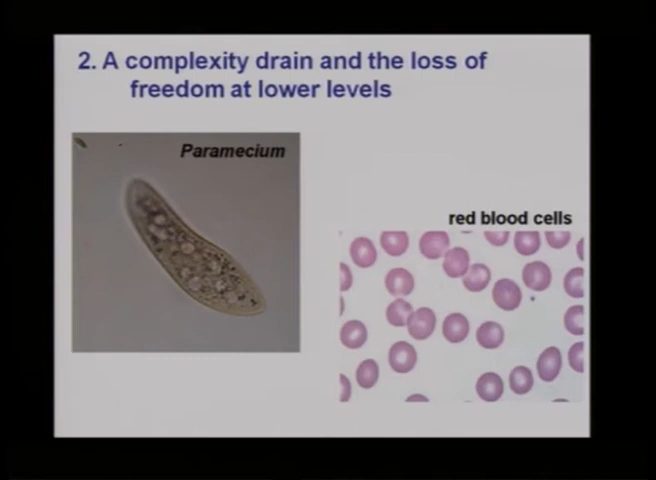 2. A complexity drain and the loss of
freedom at lower levels
Paramecium
red blood cells